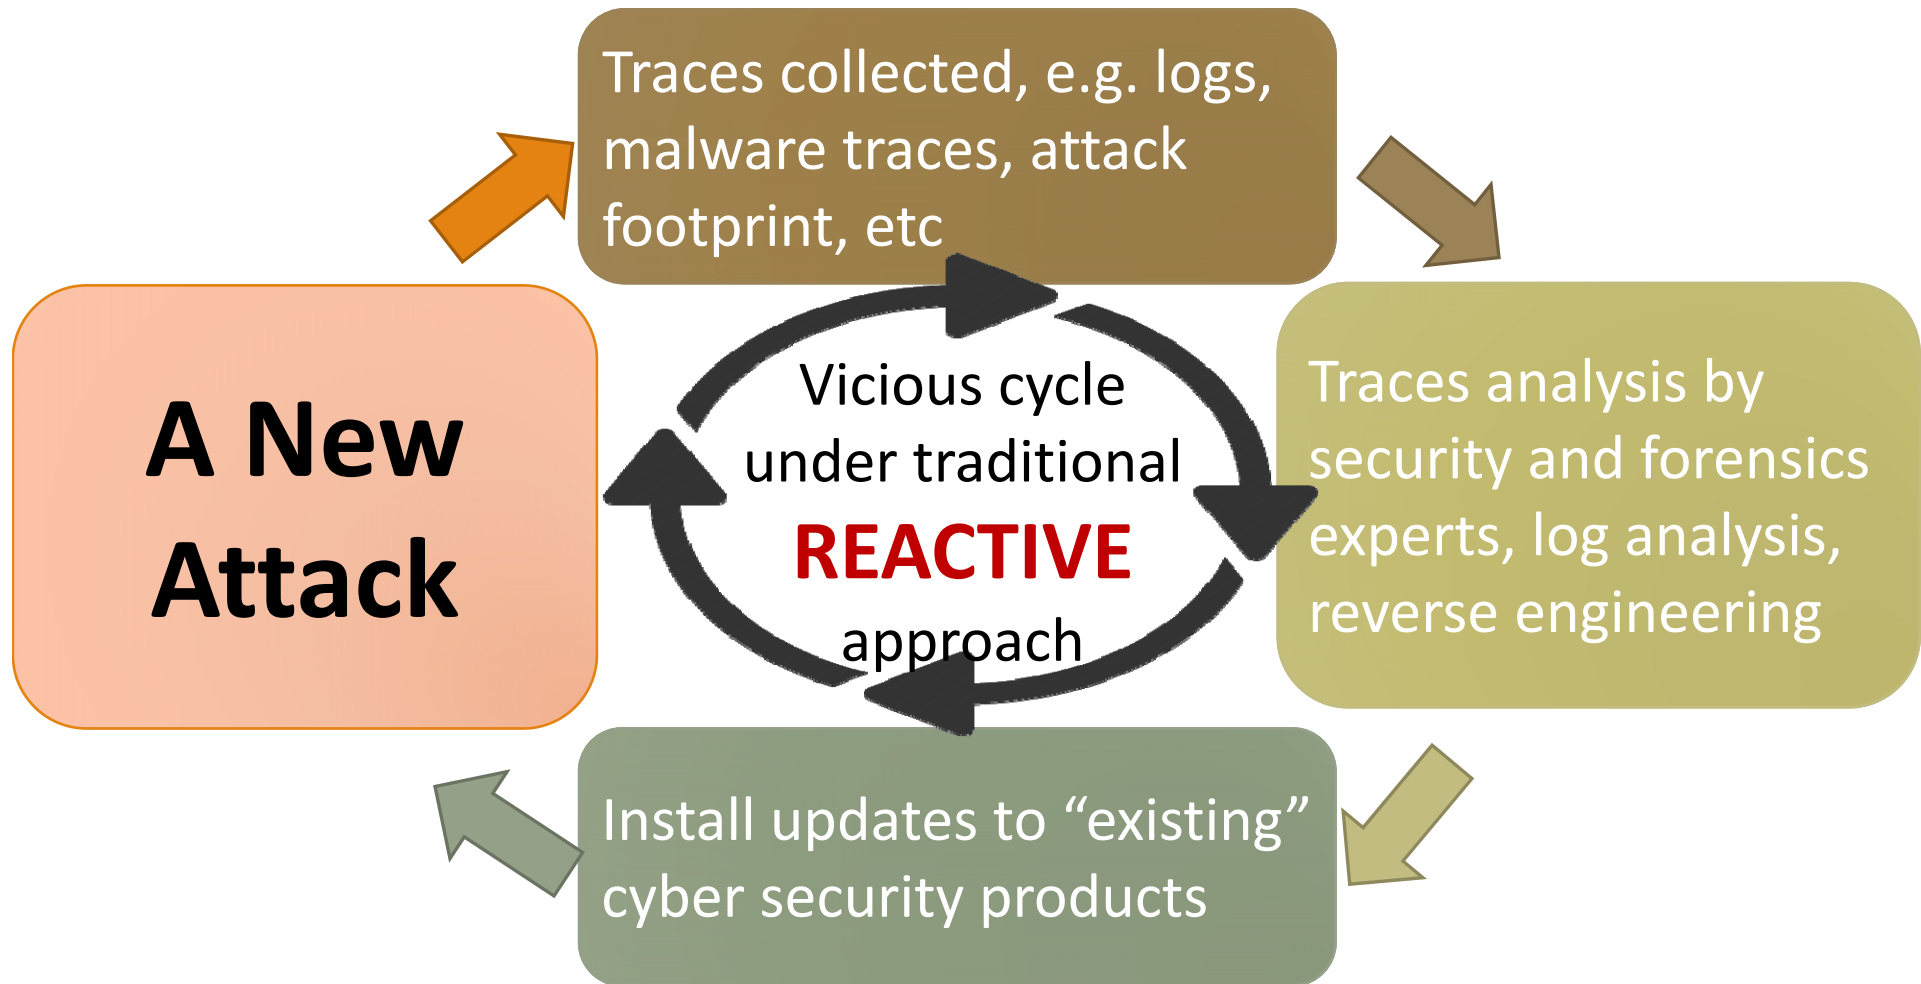 Traces collected, e.g. logs,
malware traces, attack
footprint, etc
A New
Attack
Vicious cycle
under traditional
REACTIVE
approach
Traces analysis by
security and forensics
experts, log analysis,
reverse engineering
Install updates to “existing”
cyber security products